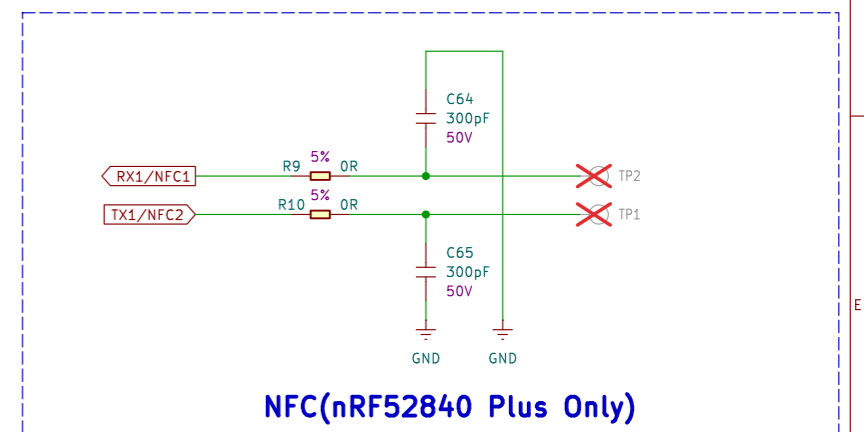 C64
300pF
50V
5%
R9 0R
RX1/NFC1
TP2
5%
R10 0R
TX1/NFC2
TP1
C65
300pF
50V
E
GND GND
NFC(nRF52840 Plus Only)